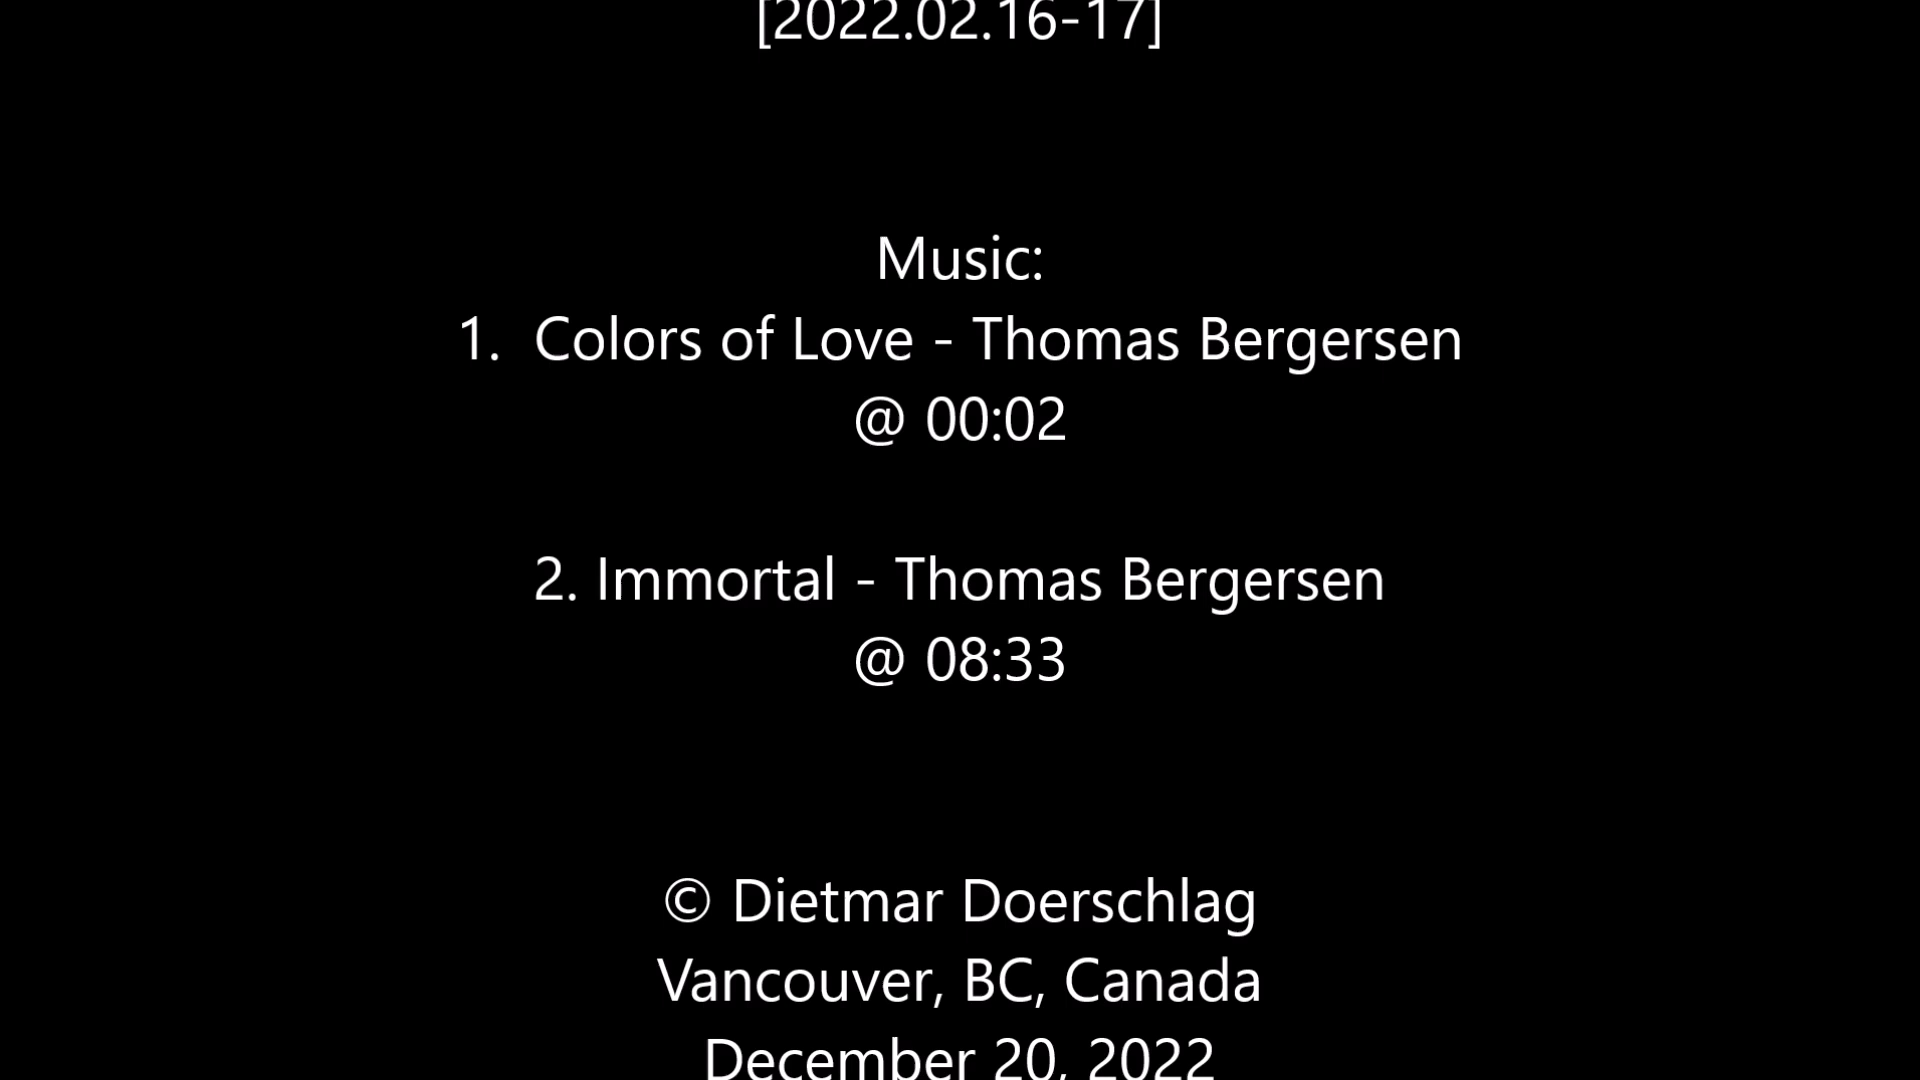 [2022.02.16-17]
Music:
1.  Colors of Love - Thomas Bergersen
@ 00:02
2. Immortal - Thomas Bergersen
@ 08:33
© Dietmar Doerschlag
Vancouver, BC, Canada
December 20, 2022